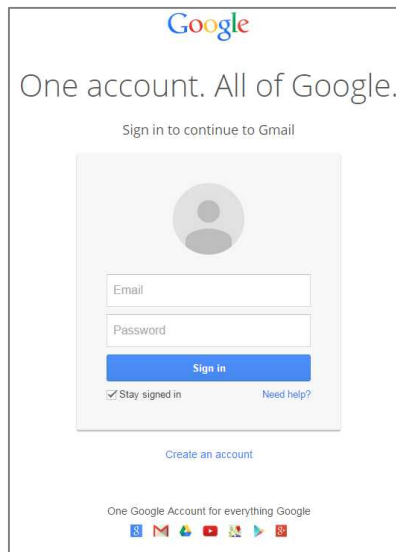 Google
One account. All of Google.
Sign in to continue to Gmail
Email
Password
Sign in
Stay signed in Need help?
Create an account
One Google Account for everything Google